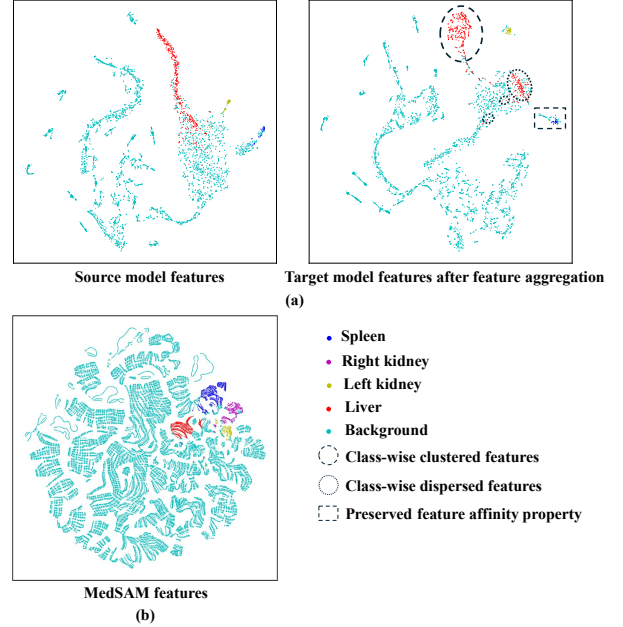 Source model features
Target model features after feature aggregation
(a)
Spleen
Right kidney
Left kidney
Liver
Background
Class-wise clustered features
Class-wise dispersed features
Preserved feature affinity property
MedSAM features
(b)